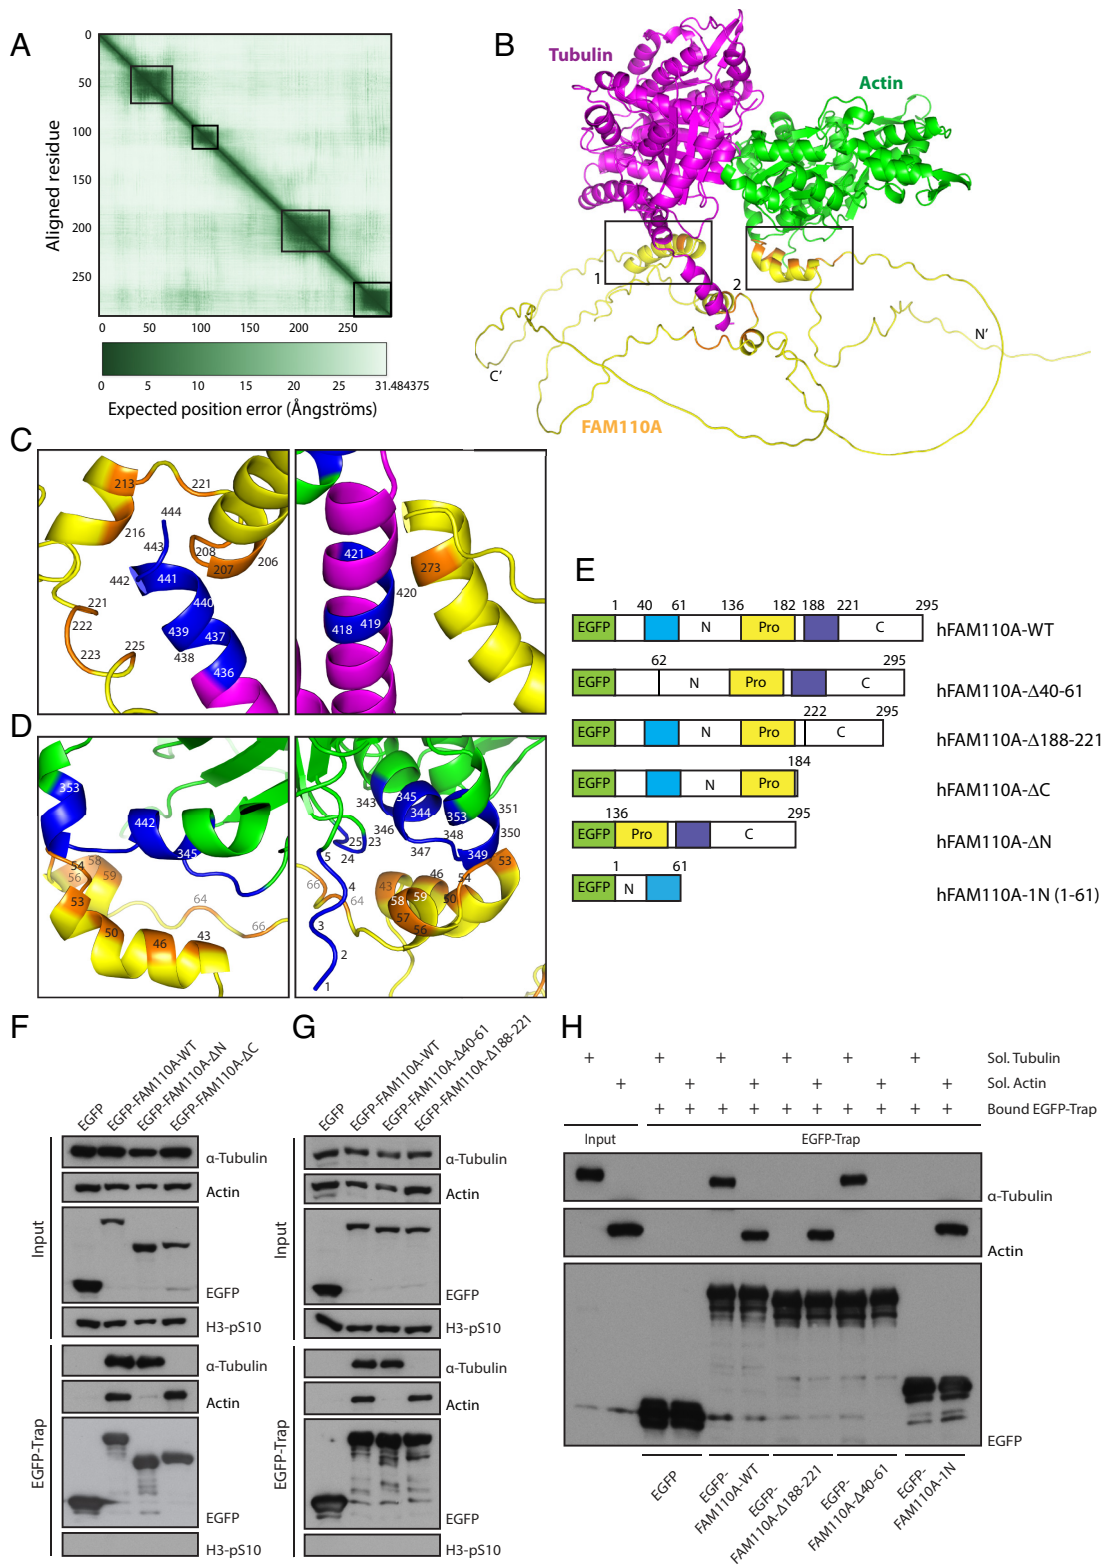 A
0
50
100
150
200
250
Aligned residue
0 50 100 150 200 250
0 5 10 15 20 25 31.484375
Expected position error (Ångströms)
B
Tubulin
Actin
1
2
N’
C’
FAM110A
C
213
221
444
216
443
208
206
207
442
441
221
440
222
439
437
225
438
223
436
421
273
420
418
419
D
353
442
345
58
54
56
59
53
64
50
46
43
66
343
345
351
344
353
346
348
350
25
23
347
349
5
24
53
46
54
66
4
43
59
50
64
58
57
3
56
2
1
E
1 40 61 136 182 188 221 295
EGFP N Pro C hFAM110A-WT
62 295
EGFP N Pro C hFAM110A-Δ40-61
222 295
EGFP N Pro C hFAM110A-Δ188-221
184
EGFP N Pro hFAM110A-ΔC
136 295
EGFP Pro C hFAM110A-ΔN
1 61
EGFP N hFAM110A-1N (1-61)
F
EGFP
EGFP-FAM110A-WT
EGFP-FAM110A-ΔN
EGFP-FAM110A-ΔC
Input
α-Tubulin
Actin
EGFP
H3-pS10
EGFP-Trap
α-Tubulin
Actin
EGFP
H3-pS10
G
EGFP
EGFP-FAM110A-WT
EGFP-FAM110A-Δ40-61
EGFP-FAM110A-Δ188-221
Input
α-Tubulin
Actin
EGFP
H3-pS10
EGFP-Trap
α-Tubulin
Actin
EGFP
H3-pS10
H
+ + + + + + Sol. Tubulin
+ + + + + + Sol. Actin
+ + + + + + + + + + Bound EGFP-Trap
Input EGFP-Trap
α-Tubulin
Actin
EGFP
EGFP
EGFP-
FAM110A-WT
EGFP-
FAM110A-Δ188-221
EGFP-
FAM110A-Δ40-61
EGFP-
FAM110A-1N